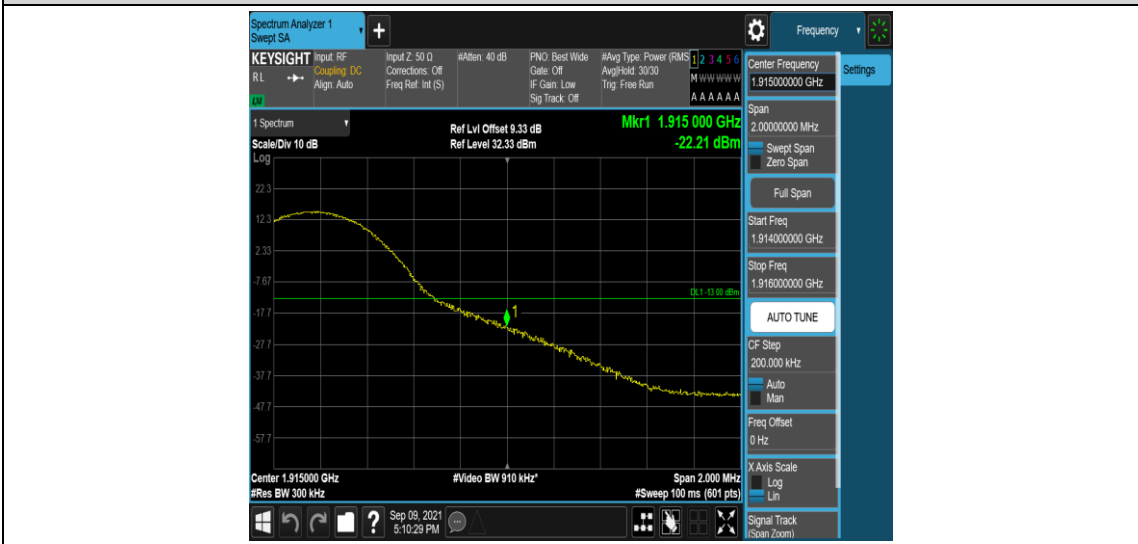 Spectrum Analyzer 1
Swept SA
+
Frequency
KEYSIGHT
RL
LXI
Input: RF
Coupling: DC
Align: Auto
Input Z: 50 Ω
Corrections: Off
Freq Ref: Int (S)
#Atten: 40 dB
PNO: Best Wide
Gate: Off
IF Gain: Low
Sig Track: Off
#Avg Type: Power (RMS
Avg|Hold: 30/30
Trig: Free Run
1 2 3 4 5 6
M W W W W W
A A A A A A
Center Frequency
1.915000000 GHz
Settings
Span
2.00000000 MHz
Swept Span
Zero Span
Full Span
Start Freq
1.914000000 GHz
Stop Freq
1.916000000 GHz
AUTO TUNE
CF Step
200.000 kHz
Auto
Man
Freq Offset
0 Hz
X Axis Scale
Log
Lin
Signal Track
(Span Zoom)
1 Spectrum
Scale/Div 10 dB
Log
Ref Lvl Offset 9.33 dB
Ref Level 32.33 dBm
Mkr1 1.915 000 GHz
-22.21 dBm
22.3
12.3
2.33
-7.67
-17.7
-27.7
-37.7
-47.7
-57.7
DL1 -13.00 dBm
1
Center 1.915000 GHz
#Res BW 300 kHz
#Video BW 910 kHz*
Span 2.000 MHz
#Sweep 100 ms (601 pts)
?
Sep 09, 2021
5:10:29 PM